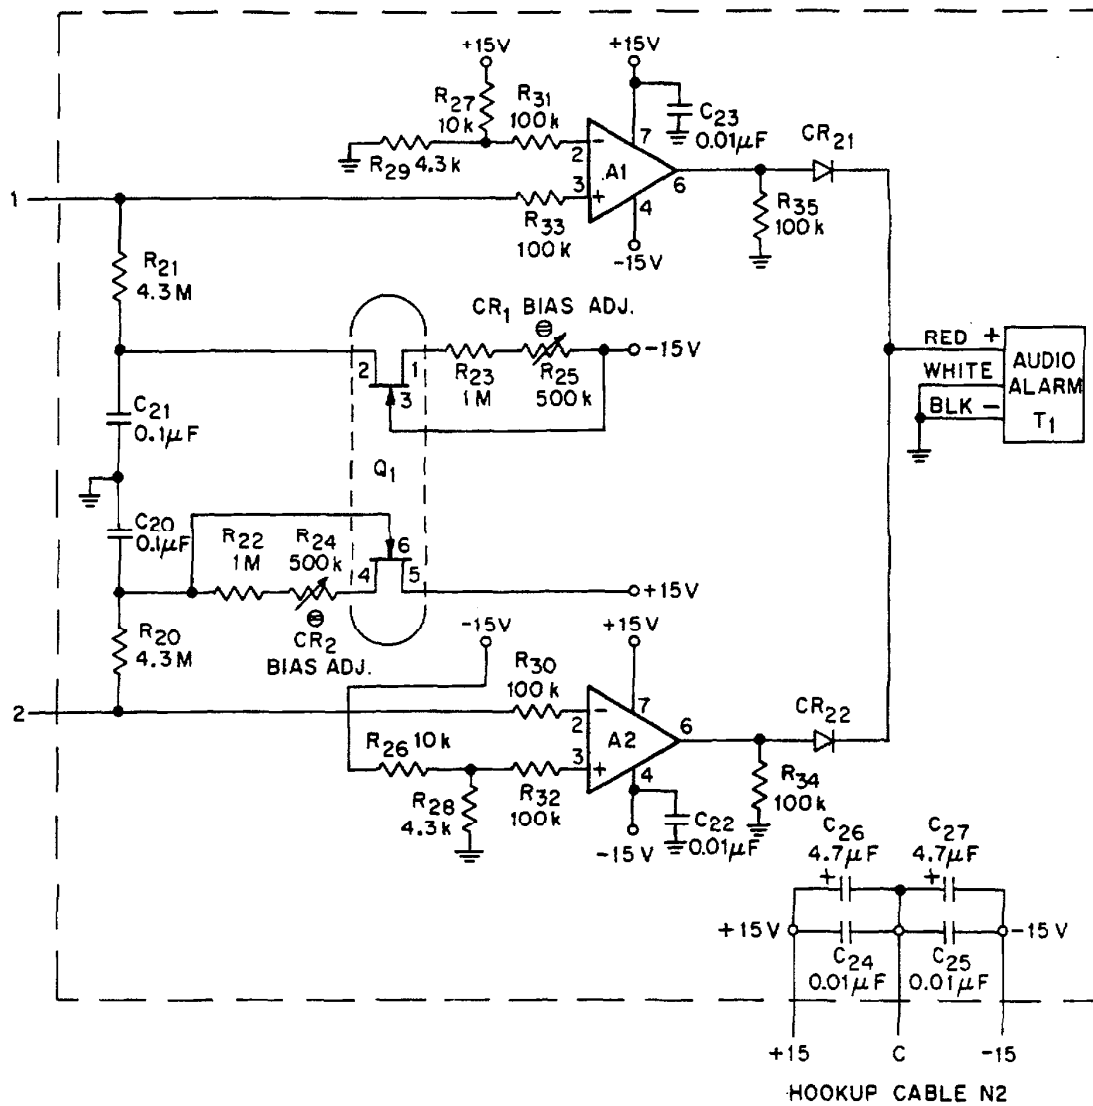 +15V
+15V
R27
10k
R31
100k
C23
0.01μF
CR21
R29 4.3k
2
7
A1
6
3
4
1
R33
100k
R35
100k
-15V
R21
4.3M
CR1 BIAS ADJ.
-15V
2
1
3
R23
1M
R25
500k
RED +
WHITE
BLK -
AUDIO
ALARM
T1
C21
0.1μF
Q1
C20
0.1μF
R22
1M
R24
500k
6
4
5
+15V
R20
4.3M
CR2
BIAS ADJ.
-15V
+15V
R30
100k
2
2
7
A2
6
3
4
CR22
R26 10k
R28
4.3k
R32
100k
R34
100k
-15V
C22
0.01μF
C26
4.7μF
C27
4.7μF
+
+
+15V
-15V
C24
0.01μF
C25
0.01μF
+15
C
-15
HOOKUP CABLE N2